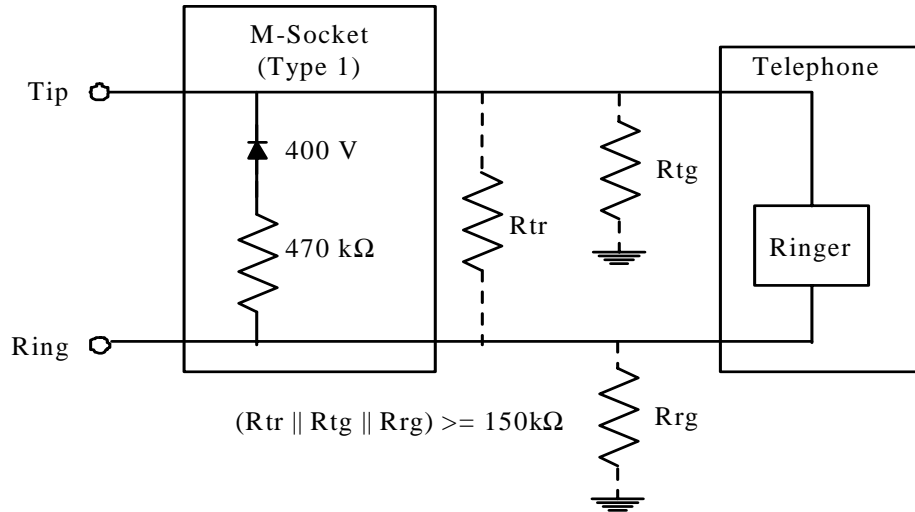 M-Socket
(Type 1)
Telephone
Tip
400 V
Rtg
Rtr
470 kΩ
Ringer
Ring
(Rtr || Rtg || Rrg) >= 150kΩ
Rrg